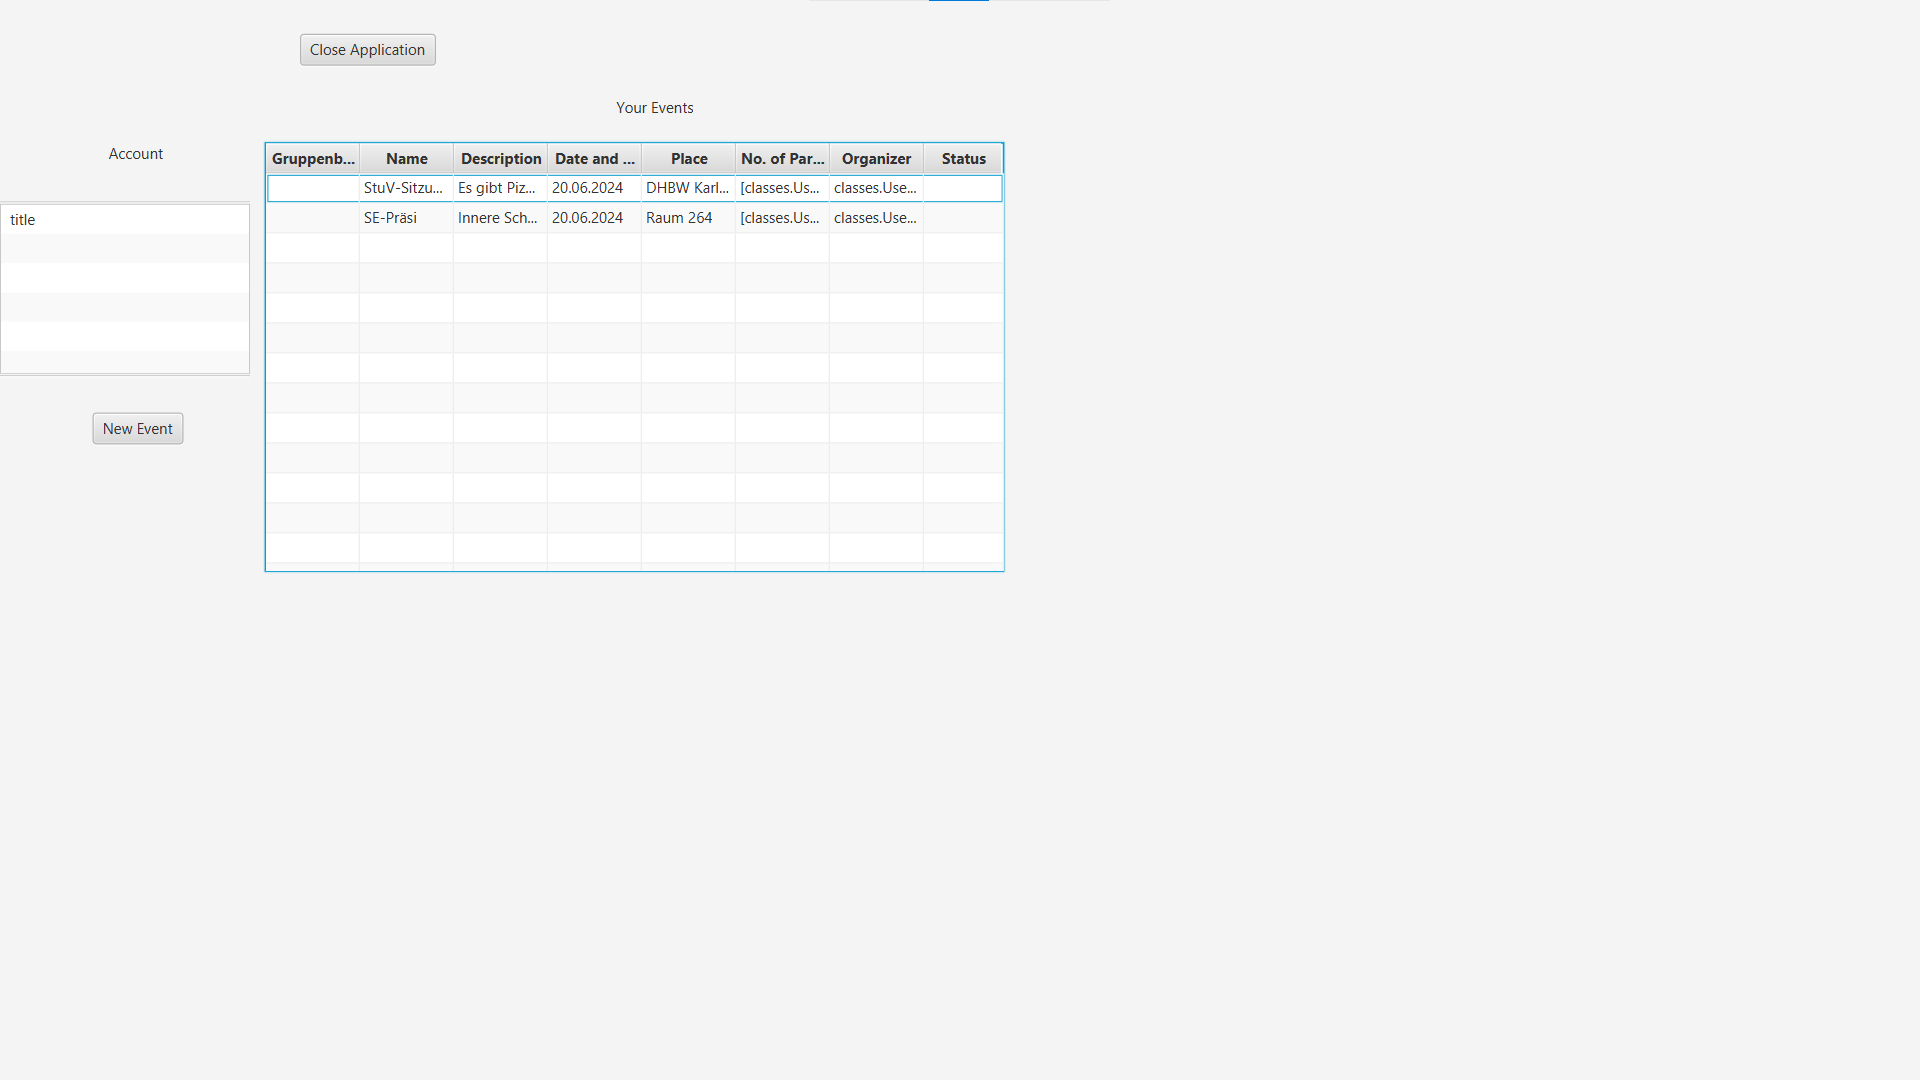 Close Application
Your Events
Account
Gruppenb... Name Description Date and ... Place No. of Par... Organizer Status
StuV-Sitzu... Es gibt Piz... 20.06.2024 DHBW Karl... [classes.Us... classes.Use...
title
SE-Präsi Innere Sch... 20.06.2024 Raum 264 [classes.Us... classes.Use...
New Event